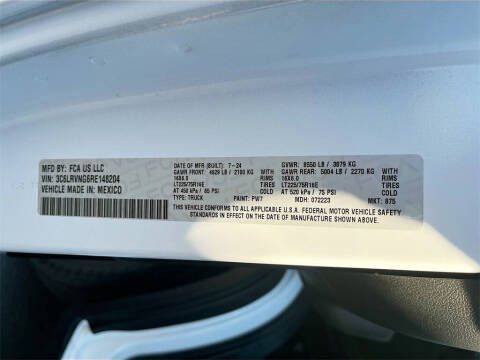 MFD BY: FCA US LLC
VIN: 3C6LRVNG6RE148204
VEHICLE MADE IN: MEXICO
DATE OF MFR (BUILT): 7-24
GVWR: 8550 LB / 3879 KG
GAWR FRONT: 4629 LB / 2100 KG WITH
GAWR REAR: 5004 LB / 2270 KG WITH
16X6.0 RIMS
16X6.0 RIMS
LT225/75R16E TIRES
LT225/75R16E TIRES
AT 450 kPa / 65 PSI
AT 520 kPa / 75 PSI
TYPE: TRUCK
PAINT: PW7
MDH: 072223
MKT: 875
THIS VEHICLE CONFORMS TO ALL APPLICABLE U.S.A. FEDERAL MOTOR VEHICLE SAFETY
STANDARDS IN EFFECT ON THE DATE OF MANUFACTURE SHOWN ABOVE.